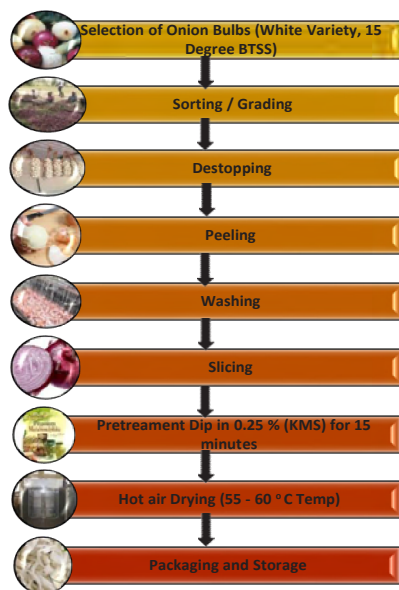 Selection of Onion Bulbs (White Variety, 15
Degree BTSS)
Sorting / Grading
Destopping
Peeling
Washing
Slicing
Pretreament Dip in 0.25 % (KMS) for 15
minutes
Hot air Drying (55 - 60 ° C Temp)
Packaging and Storage